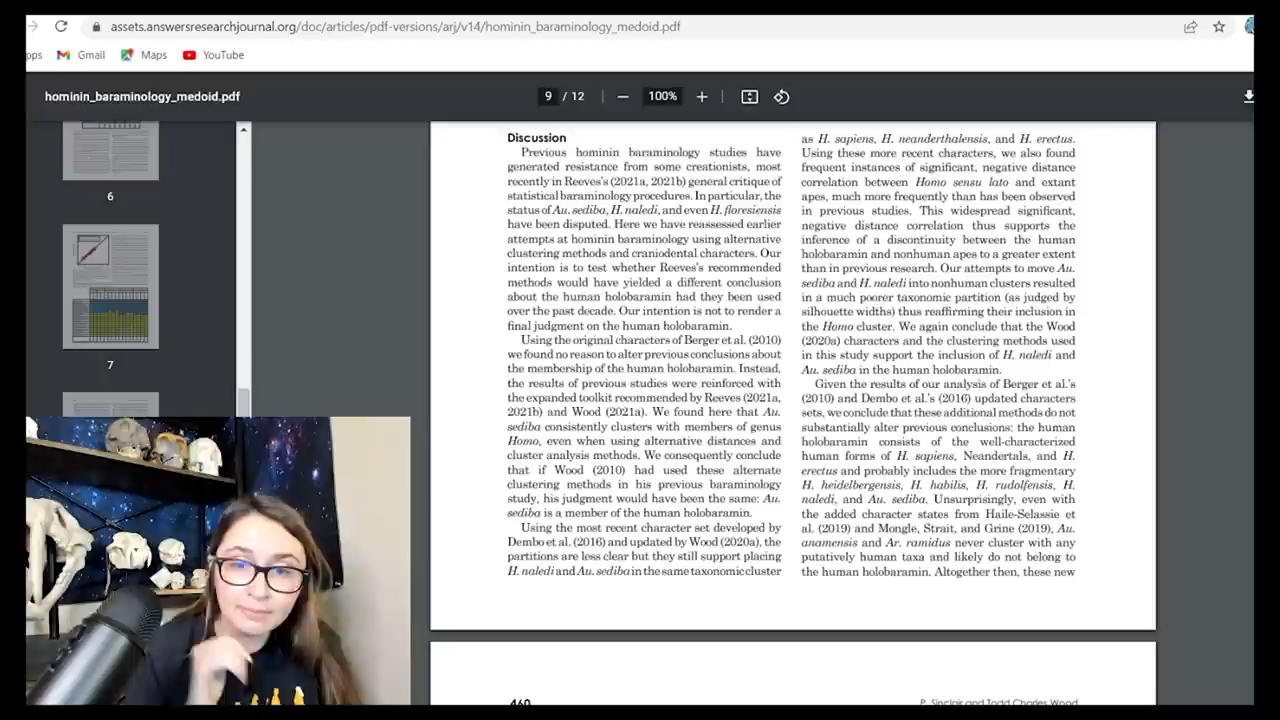 assets.answersresearchjournal.org/doc/articles/pdf-versions/arj/v14/hominin_baraminology_medoid.pdf
pps Gmail Maps YouTube
hominin_baraminology_medoid.pdf
9 / 12 100%
6
7
Discussion
Previous hominin baraminology studies have
generated resistance from some creationists, most
recently in Reeves's (2021a, 2021b) general critique of
statistical baraminology procedures. In particular, the
status of Au. sediba, H. naledi, and even H. floresiensis
have been disputed. Here we have reassessed earlier
attempts at hominin baraminology using alternative
clustering methods and craniodental characters. Our
intention is to test whether Reeves's recommended
methods would have yielded a different conclusion
about the human holobaramin had they been used
over the past decade. Our intention is not to render a
final judgment on the human holobaramin.
Using the original characters of Berger et al. (2010)
we found no reason to alter previous conclusions about
the membership of the human holobaramin. Instead,
the results of previous studies were reinforced with
the expanded toolkit recommended by Reeves (2021a,
2021b) and Wood (2021a). We found here that Au.
sediba consistently clusters with members of genus
Homo, even when using alternative distances and
cluster analysis methods. We consequently conclude
that if Wood (2010) had used these alternate
clustering methods in his previous baraminology
study, his judgment would have been the same: Au.
sediba is a member of the human holobaramin.
Using the most recent character set developed by
Dembo et al. (2016) and updated by Wood (2020a), the
partitions are less clear but they still support placing
H. naledi and Au. sediba in the same taxonomic cluster
as H. sapiens, H. neanderthalensis, and H. erectus.
Using these more recent characters, we also found
frequent instances of significant, negative distance
correlation between Homo sensu lato and extant
apes, much more frequently than has been observed
in previous studies. This widespread significant,
negative distance correlation thus supports the
inference of a discontinuity between the human
holobaramin and nonhuman apes to a greater extent
than in previous research. Our attempts to move Au.
sediba and H. naledi into nonhuman clusters resulted
in a much poorer taxonomic partition (as judged by
silhouette widths) thus reaffirming their inclusion in
the Homo cluster. We again conclude that the Wood
(2020a) characters and the clustering methods used
in this study support the inclusion of H. naledi and
Au. sediba in the human holobaramin.
Given the results of our analysis of Berger et al.'s
(2010) and Dembo et al.'s (2016) updated characters
sets, we conclude that these additional methods do not
substantially alter previous conclusions: the human
holobaramin consists of the well-characterized
human forms of H. sapiens, Neandertals, and H.
erectus and probably includes the more fragmentary
H. heidelbergensis, H. habilis, H. rudolfensis, H.
naledi, and Au. sediba. Unsurprisingly, even with
the added character states from Haile-Selassie et
al. (2019) and Mongle, Strait, and Grine (2019), Au.
anamensis and Ar. ramidus never cluster with any
putatively human taxa and likely do not belong to
the human holobaramin. Altogether then, these new
460 P. Sinclair and Todd Charles Wood